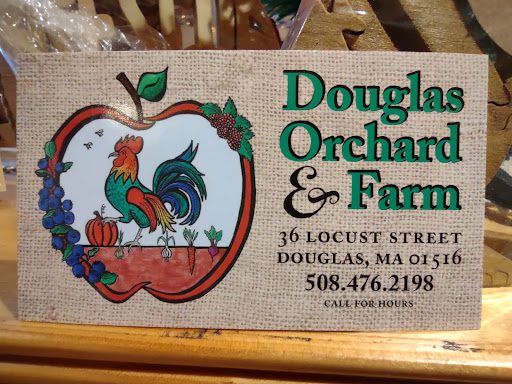 Douglas
Orchard
& Farm
36 LOCUST STREET
DOUGLAS, MA 01516
508.476.2198
CALL FOR HOURS